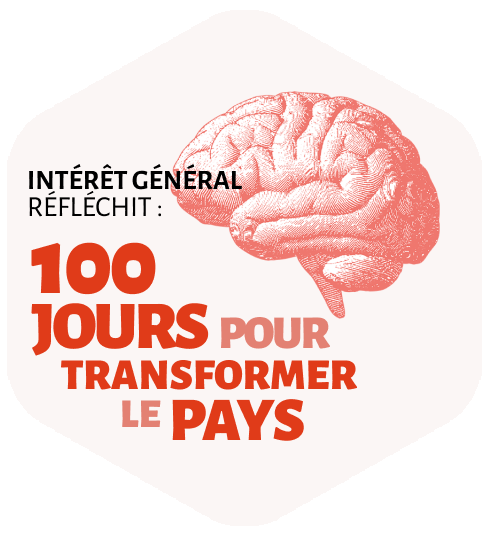 INTÉRÊT GÉNÉRAL
RÉFLÉCHIT :
100
JOURS POUR
TRANSFORMER
LE PAYS